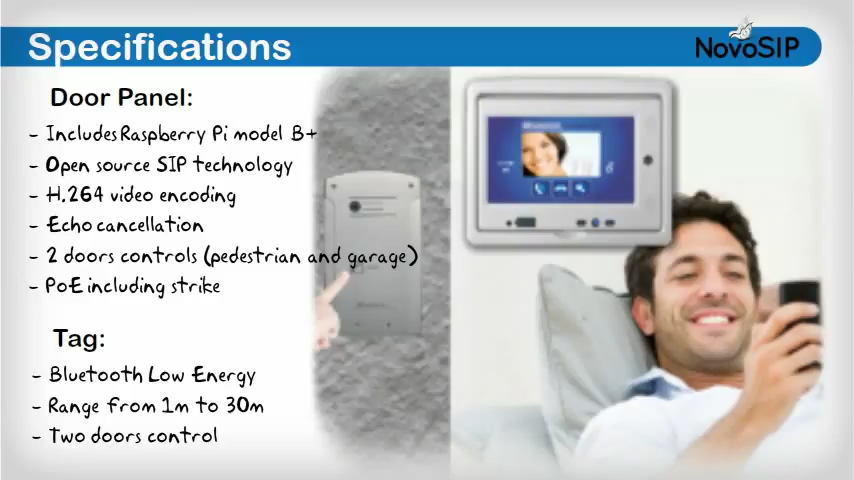 Specifications
NovoSIP
Door Panel:
- Includes Raspberry Pi model B+
- Open source SIP technology
- H.264 video encoding
- Echo cancellation
- 2 doors controls (pedestrian and garage)
- PoE including strike
Tag:
- Bluetooth Low Energy
- Range from 1m to 30m
- Two doors control